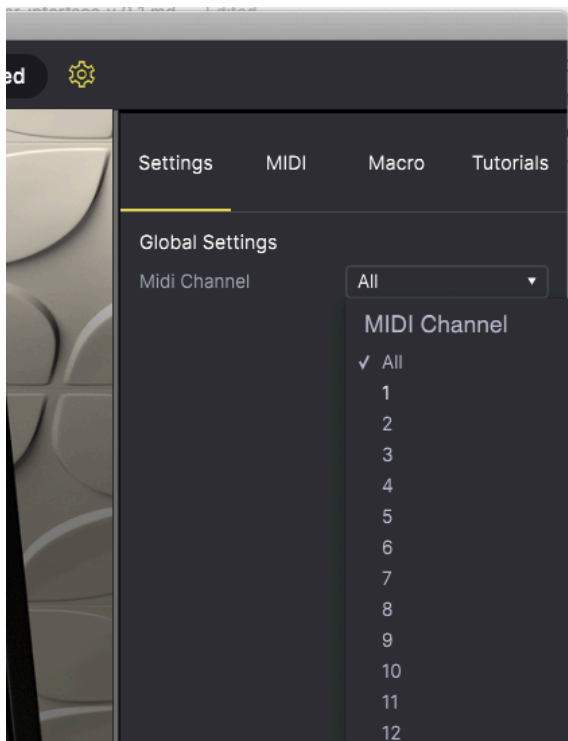 ed
Settings MIDI Macro Tutorials
Global Settings
Midi Channel All
MIDI Channel
✓ All
1
2
3
4
5
6
7
8
9
10
11
12